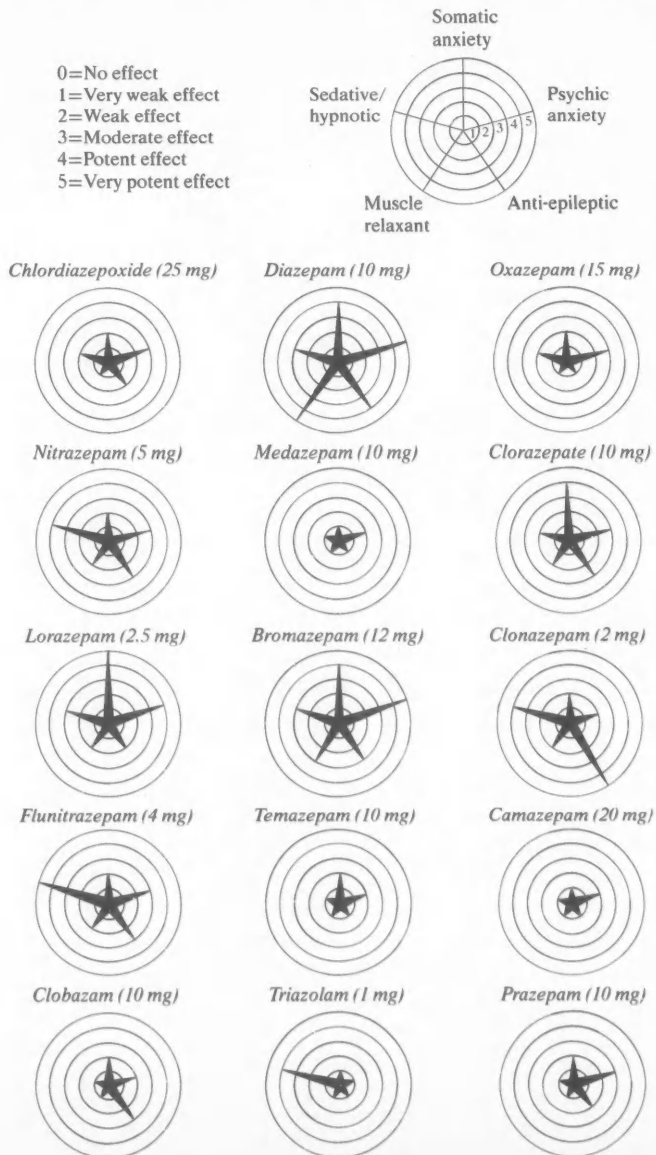 Somatic
anxiety
0=No effect
1=Very weak effect
2=Weak effect
3=Moderate effect
4=Potent effect
5=Very potent effect
Sedative/
hypnotic
Psychic
anxiety
1 2 3 4 5
Muscle
relaxant
Anti-epileptic
Chlordiazepoxide (25 mg) Diazepam (10 mg) Oxazepam (15 mg)
Nitrazepam (5 mg) Medazepam (10 mg) Clorazepate (10 mg)
Lorazepam (2.5 mg) Bromazepam (12 mg) Clonazepam (2 mg)
Flunitrazepam (4 mg) Temazepam (10 mg) Camazepam (20 mg)
Clobazam (10 mg) Triazolam (1 mg) Prazepam (10 mg)